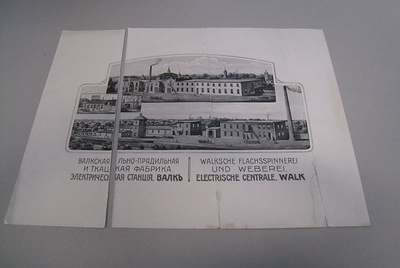 ВАЛКСКАЯ ЛЬНО-ПРЯДИЛЬНАЯ
И ТКАЦКАЯ ФАБРИКА
ЭЛЕКТРИЧЕСКАЯ СТАНЦІЯ, ВАЛКЪ
WALKSCHE FLACHSSPINNEREI
UND WEBEREI.
ELECTRISCHE CENTRALE, WALK